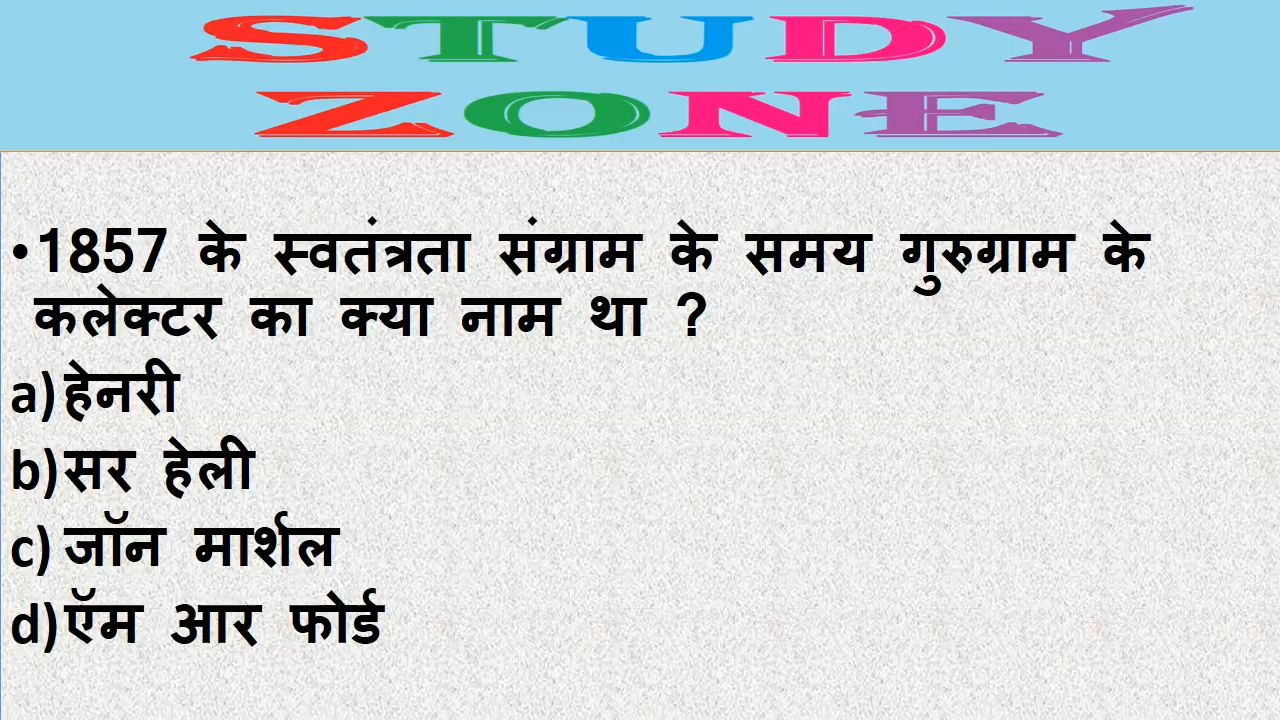 STUDY
ZONE
•1857 के स्वतंत्रता संग्राम के समय गुरुग्राम के
कलेक्टर का क्या नाम था ?
a)हेनरी
b)सर हेली
c) जॉन मार्शल
d)ऍम आर फोर्ड